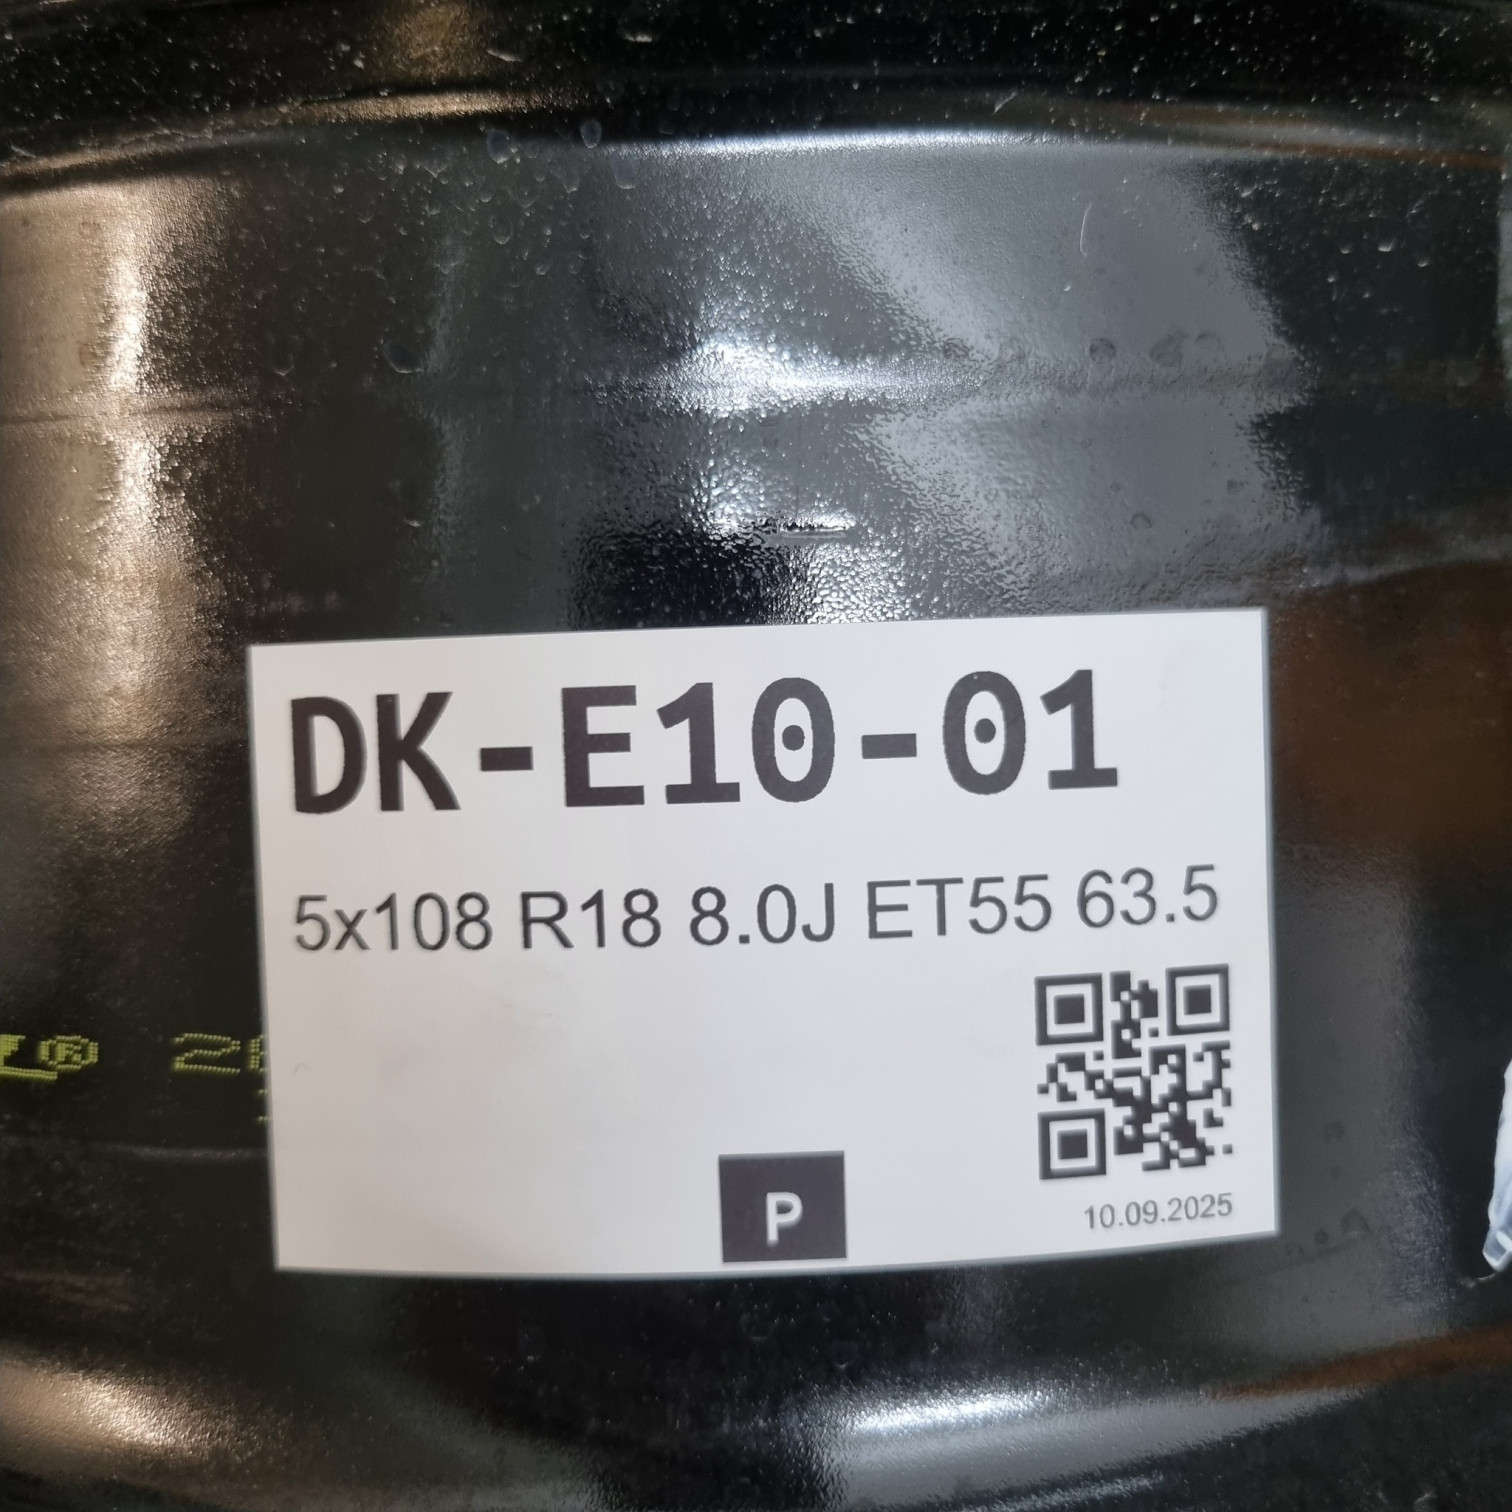 DK-E10-01
5x108 R18 8.0J ET55 63.5
P
10.09.2025